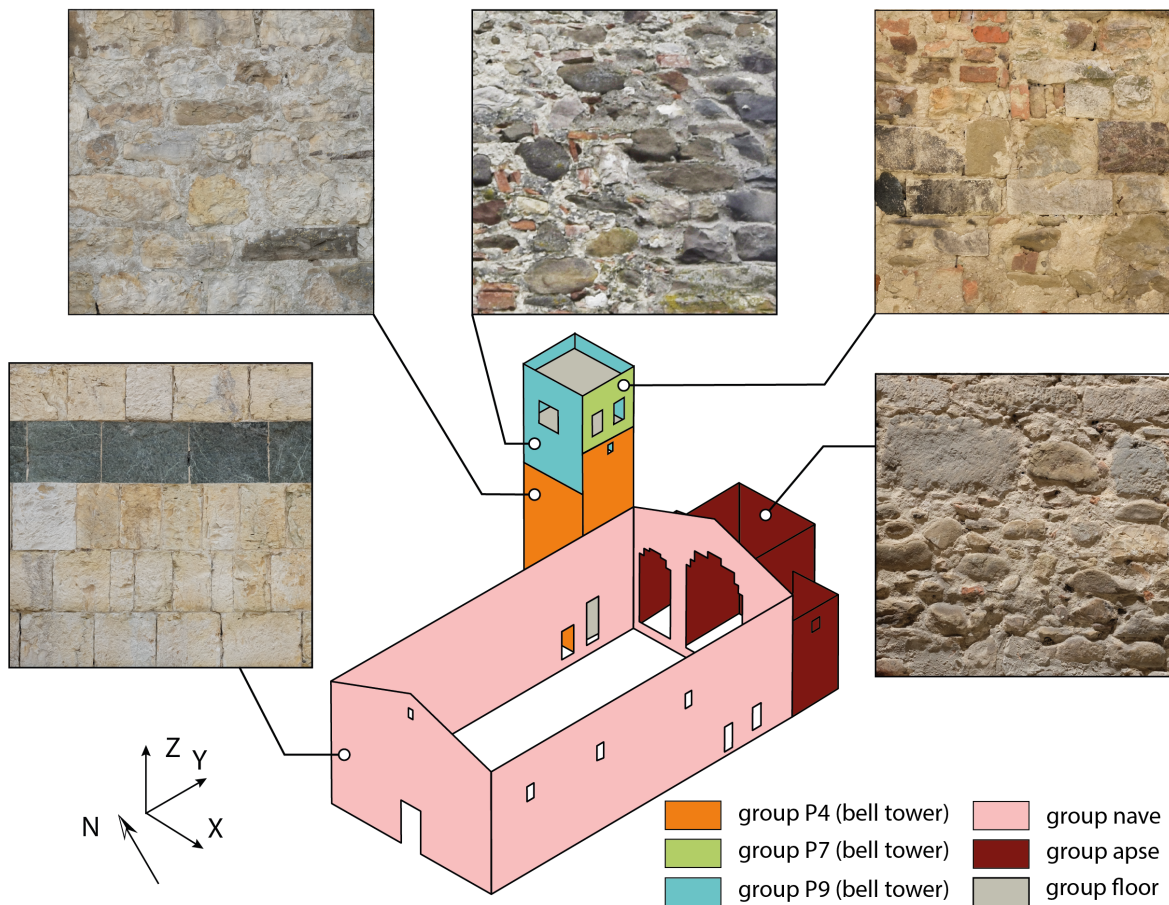 Z
Y
X
N
group P4 (bell tower)
group P7 (bell tower)
group P9 (bell tower)
group nave
group apse
group floor